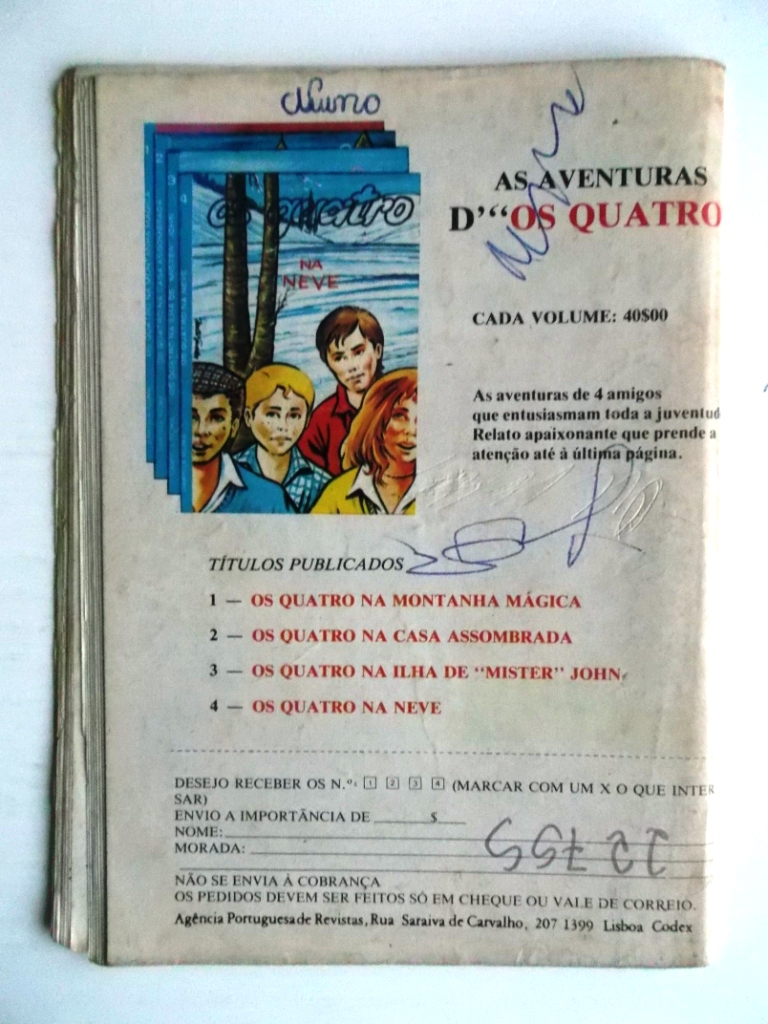 Nuno
os quatro
NA
NEVE
AS AVENTURAS
D'“OS QUATRO
CADA VOLUME: 40$00
As aventuras de 4 amigos
que entusiasmam toda a juventud
Relato apaixonante que prende a
atenção até à última página.
TÍTULOS PUBLICADOS
1 — OS QUATRO NA MONTANHA MÁGICA
2 — OS QUATRO NA CASA ASSOMBRADA
3 — OS QUATRO NA ILHA DE “MISTER” JOHN
4 — OS QUATRO NA NEVE
DESEJO RECEBER OS N.ºs 1 2 3 4 (MARCAR COM UM X O QUE INTER
SAR)
ENVIO A IMPORTÂNCIA DE ______ $ ___
NOME:
MORADA:
NÃO SE ENVIA À COBRANÇA
OS PEDIDOS DEVEM SER FEITOS SÓ EM CHEQUE OU VALE DE CORREIO.
Agência Portuguesa de Revistas, Rua Saraiva de Carvalho, 207 1399 Lisboa Codex